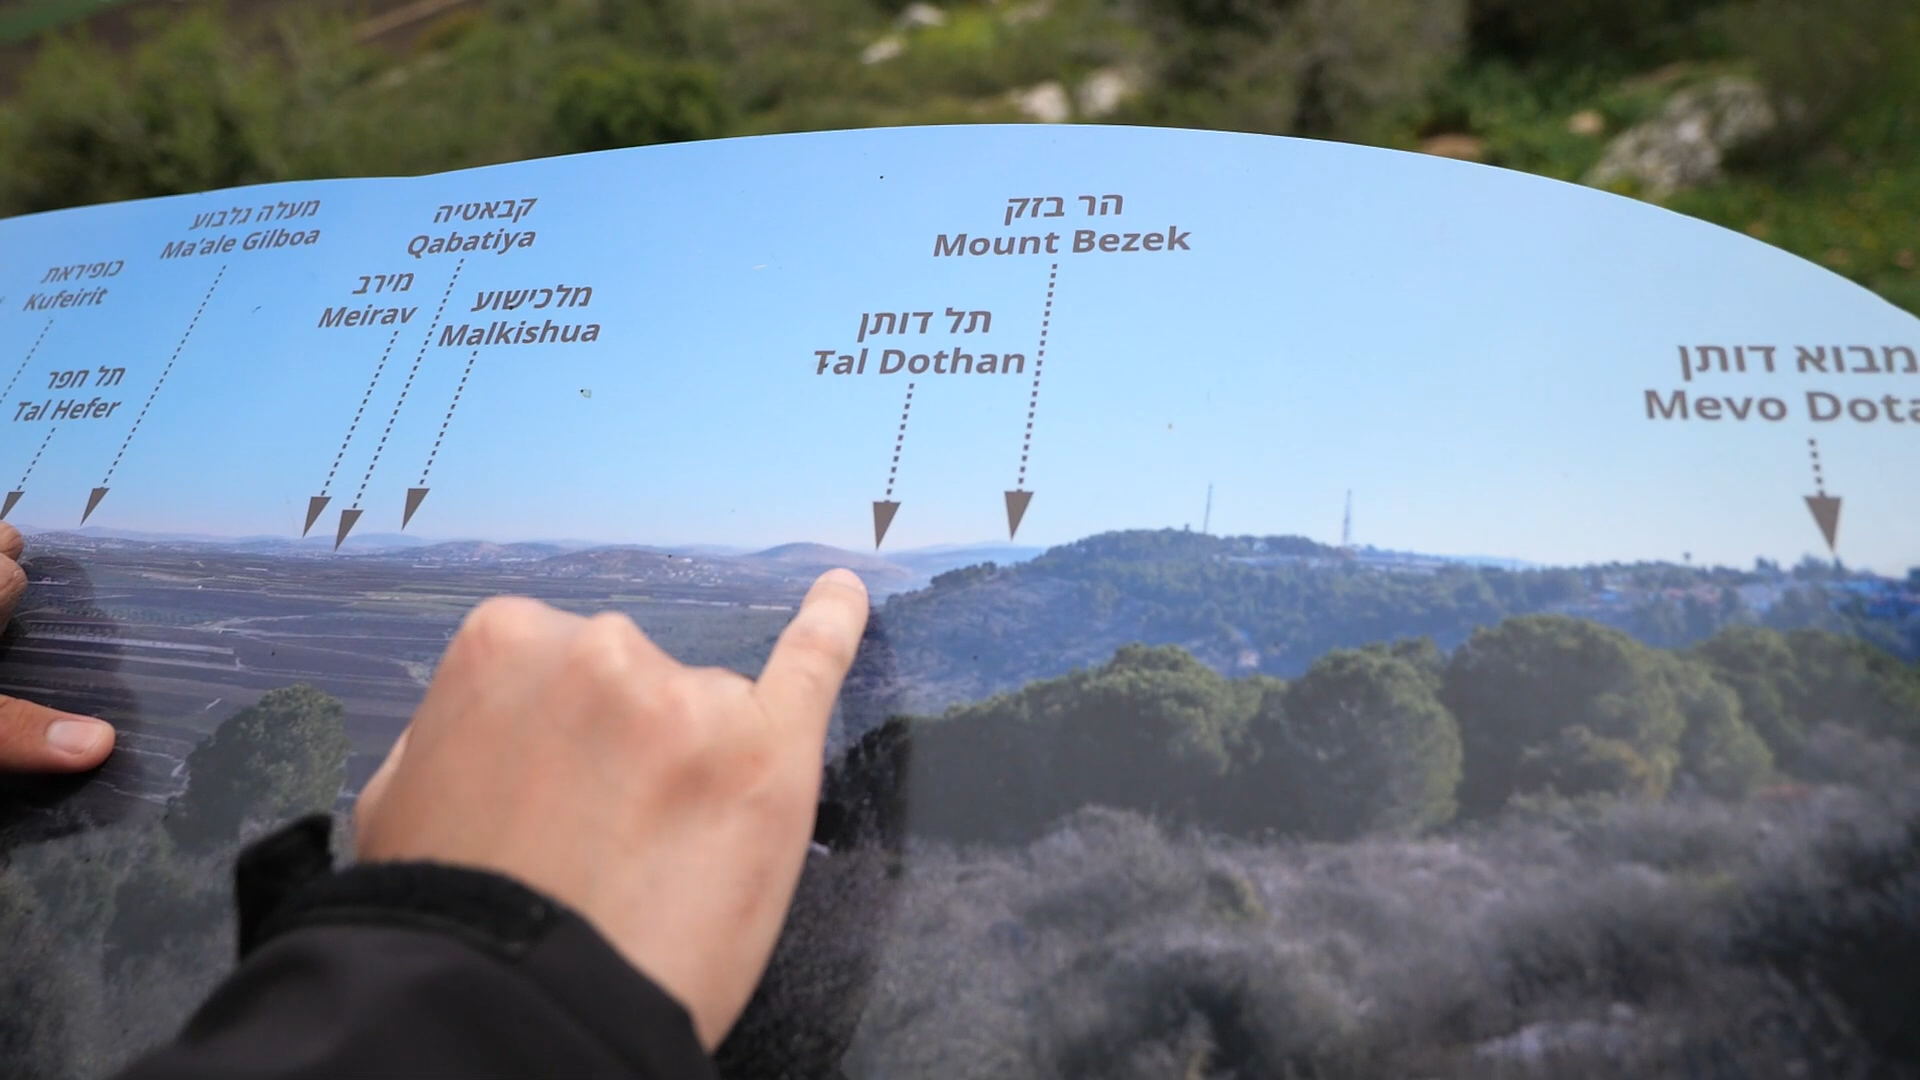 כופיראת
Kufeirit
תל חפר
Tal Hefer
מעלה גלבוע
Ma'ale Gilboa
מירב
Meirav
קבאטיה
Qabatiya
מלכישוע
Malkishua
תל דותן
Tal Dothan
הר בזק
Mount Bezek
מבוא דותן
Mevo Dota